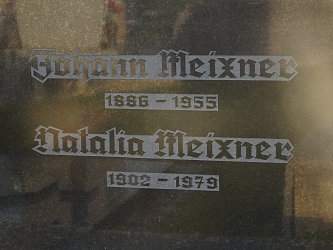 Johann Meixner
1886 - 1955
Natalia Meixner
1902 - 1979